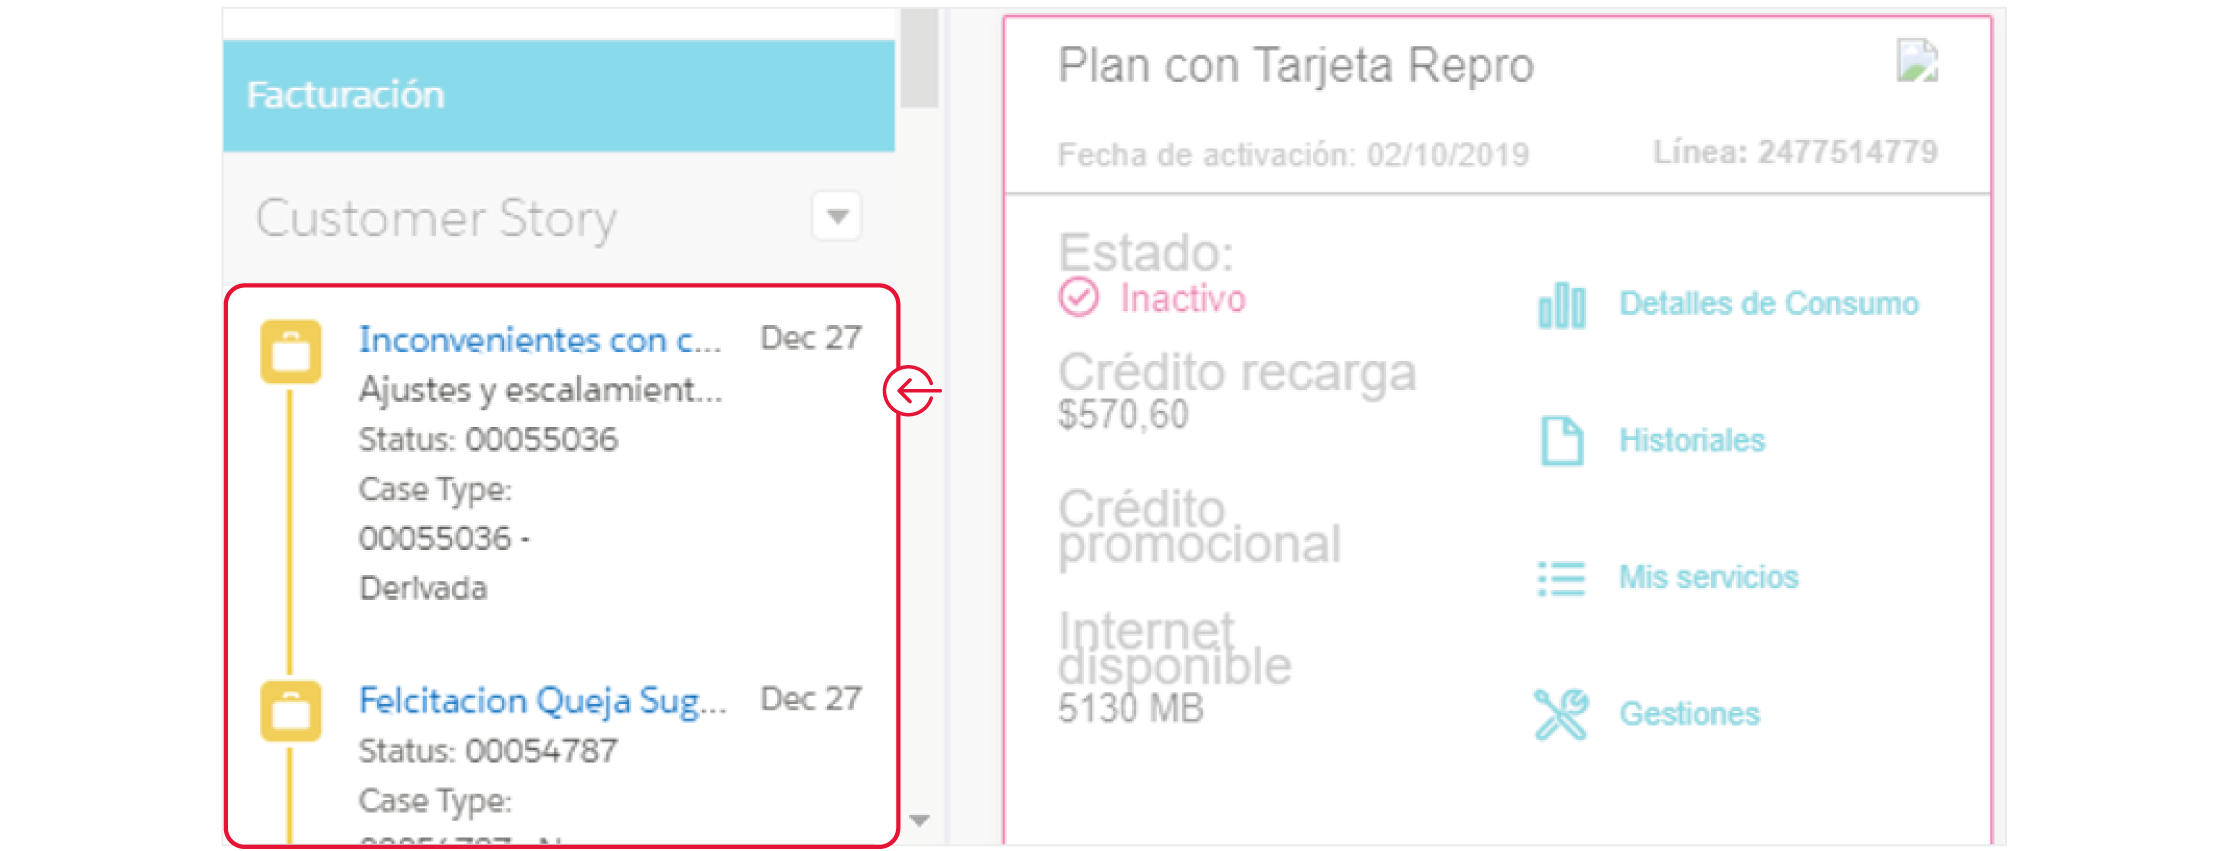 Facturación
Customer Story
Inconvenientes con c...
Dec 27
Ajustes y escalamient...
Status: 00055036
Case Type:
00055036 -
Derivada
Felcitacion Queja Sug...
Dec 27
Status: 00054787
Case Type:
Plan con Tarjeta Repro
Fecha de activación: 02/10/2019
Línea: 2477514779
Estado:
Inactivo
Crédito recarga
$570,60
Crédito
promocional
Internet
disponible
5130 MB
Detalles de Consumo
Historiales
Mis servicios
Gestiones